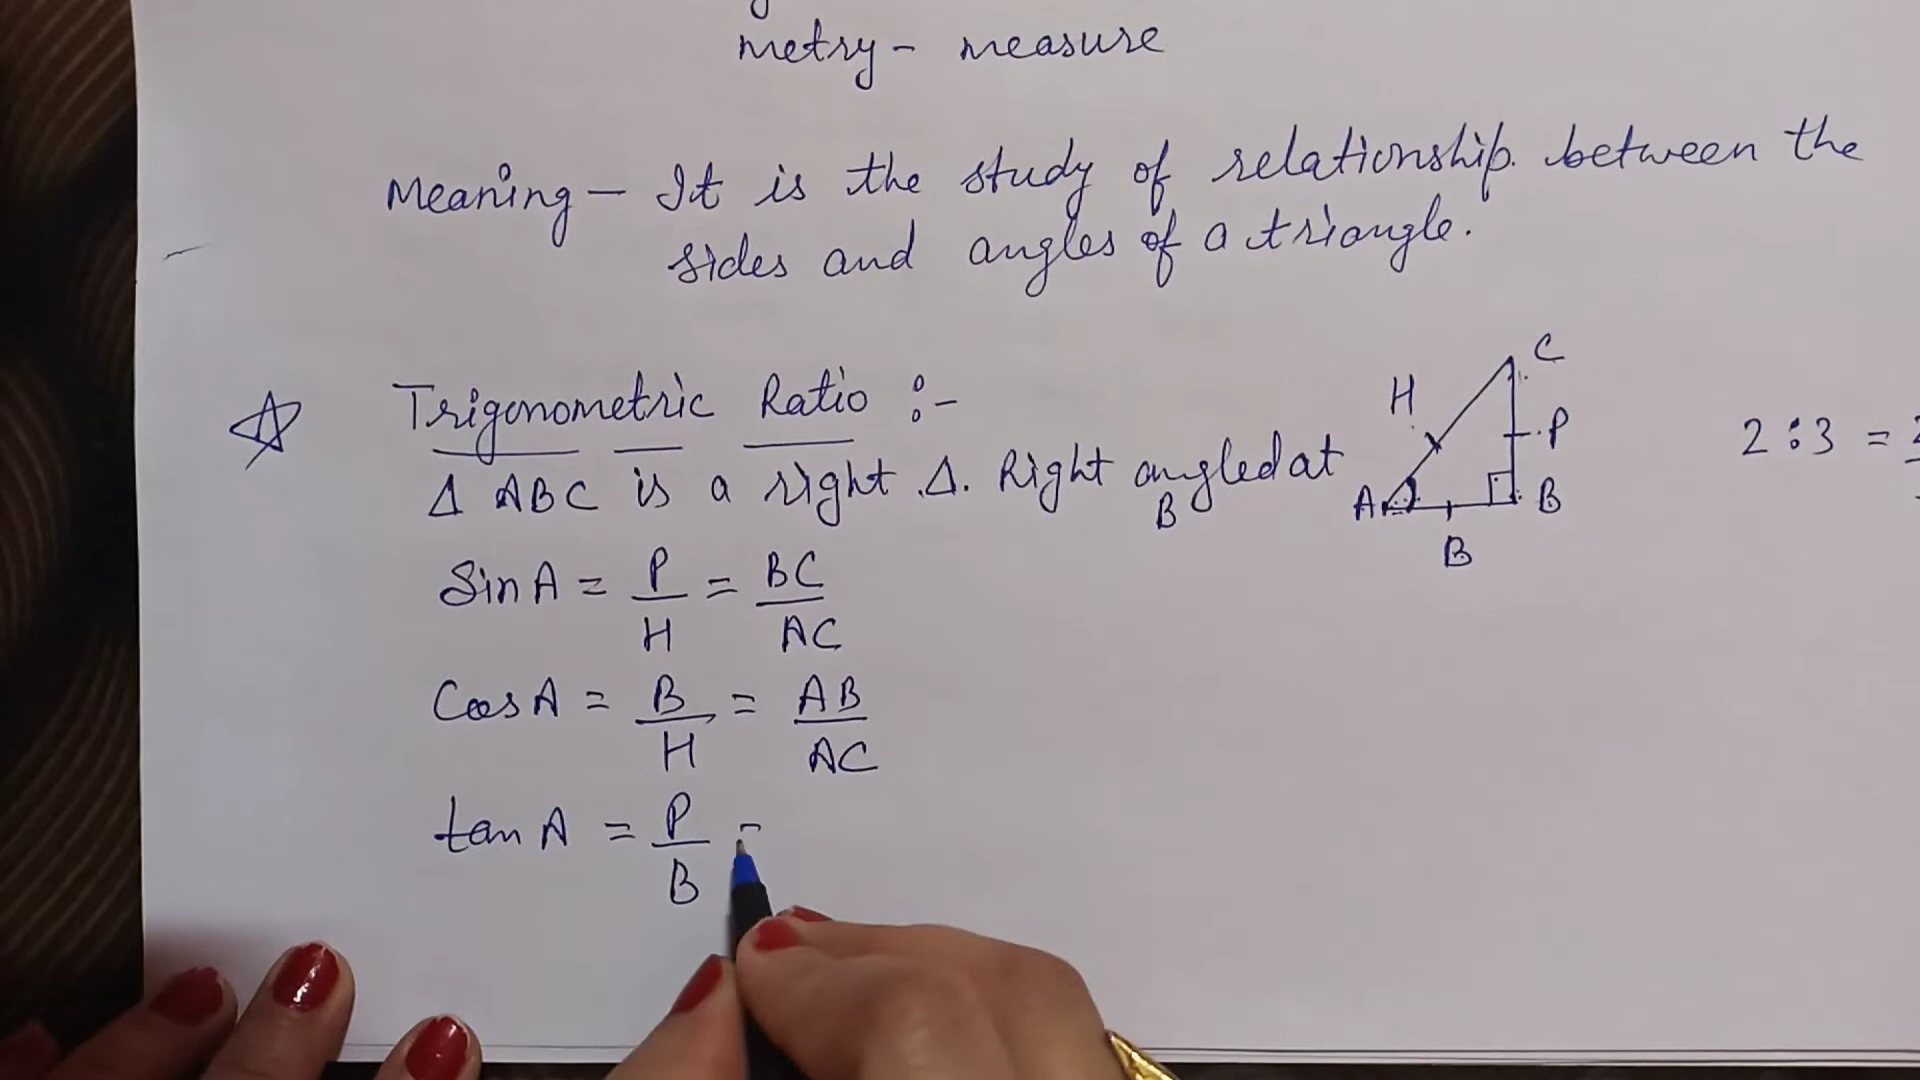 metry - measure
Meaning - It is the study of relationship between the
sides and angles of a triangle.
Trigonometric Ratio :-
Δ ABC is a right Δ. Right angled at
B
C
H
P
A
B
B
2:3 =
Sin A = P/H = BC/AC
Cos A = B/H = AB/AC
tan A = P/B =